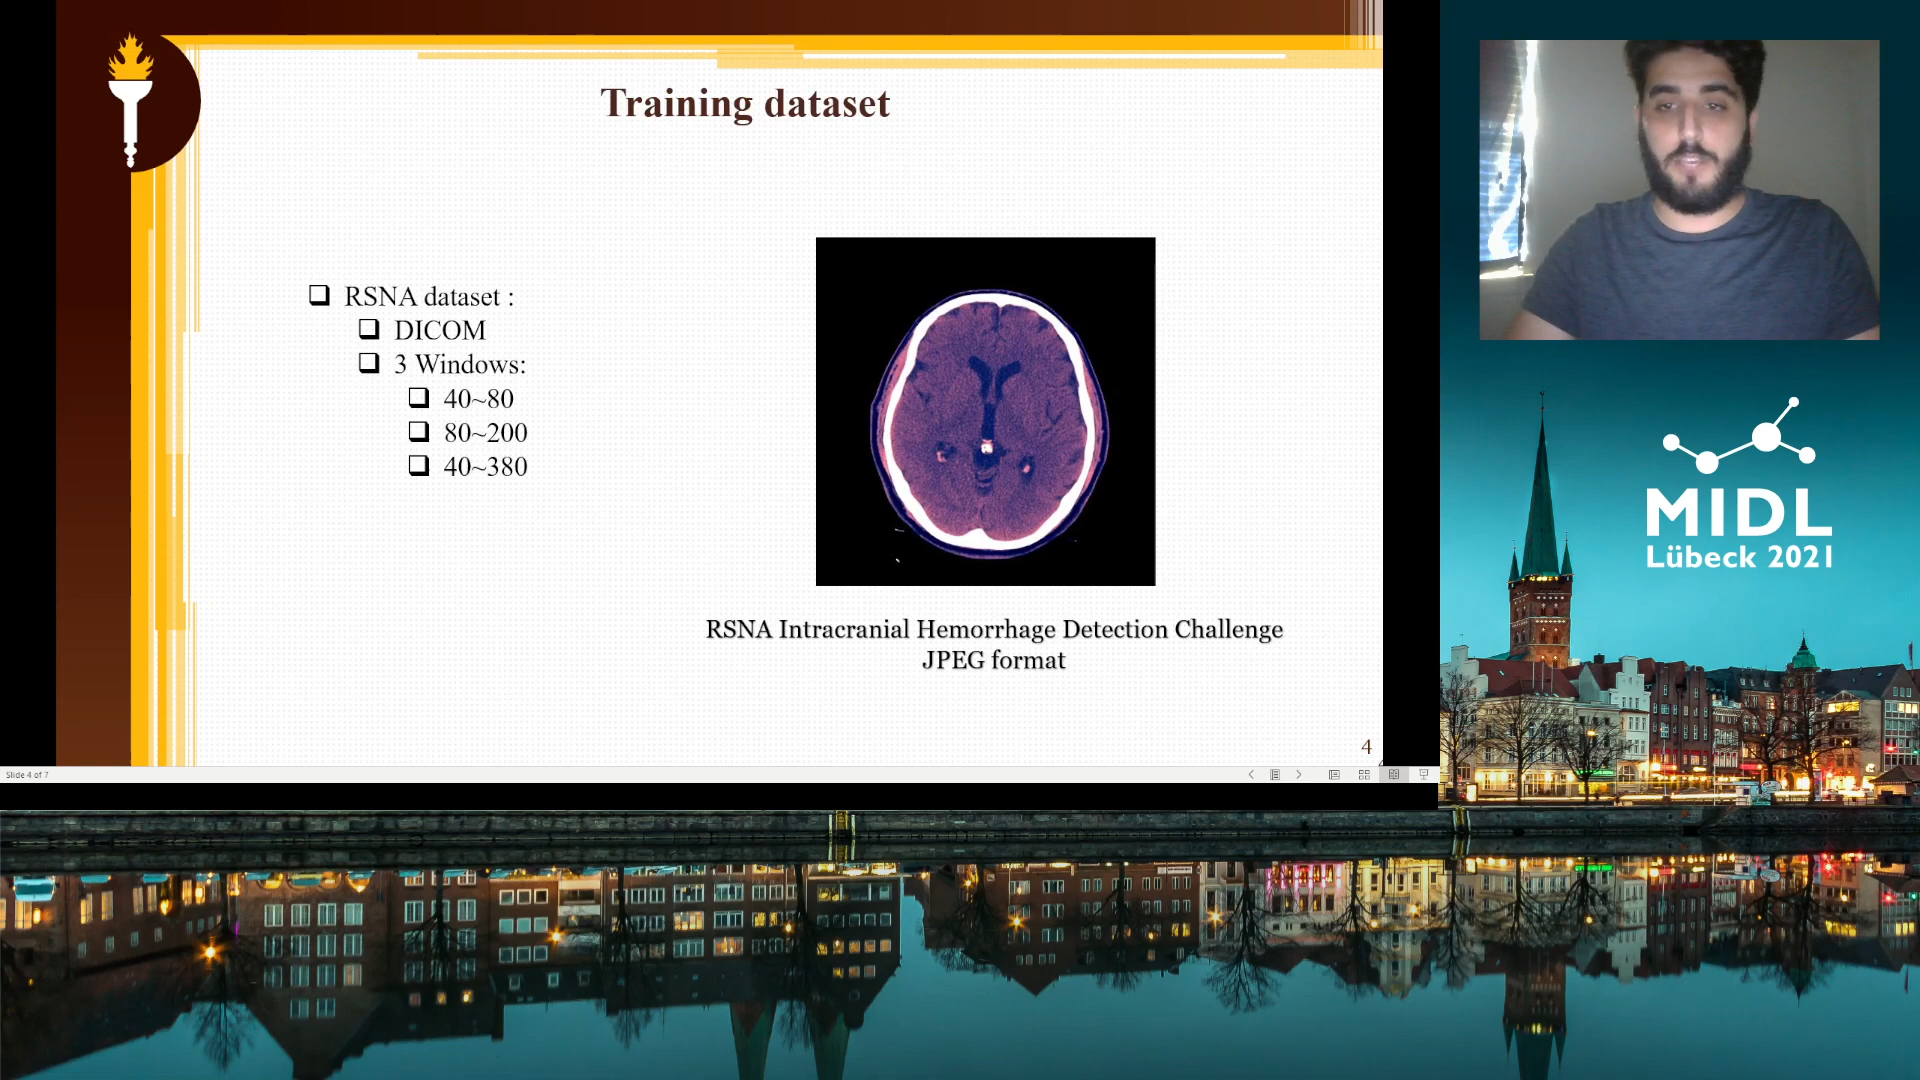 Training dataset
RSNA dataset :
DICOM
3 Windows:
40~80
80~200
40~380
RSNA Intracranial Hemorrhage Detection Challenge
JPEG format
4
Slide 4 of 7
MIDL
Lübeck 2021